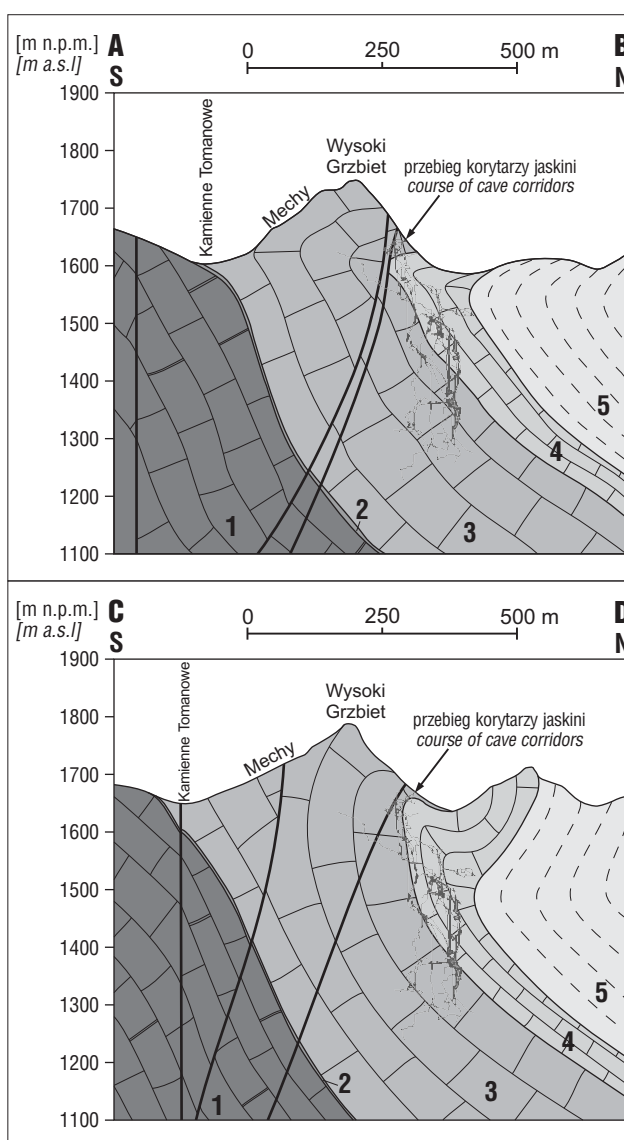 [m n.p.m.] A 0 250 500 m B
[m a.s.l] S N
1900
1800
1700
1600
1500
1400
1300
1200
1100
Kamienne Tomanowe
Mechy
Wysoki
Grzbiet
przebieg korytarzy jaskini
course of cave corridors
1
2
3
4
5
[m n.p.m.] C 0 250 500 m D
[m a.s.l] S N
1900
1800
1700
1600
1500
1400
1300
1200
1100
Kamienne Tomanowe
Mechy
Wysoki
Grzbiet
przebieg korytarzy jaskini
course of cave corridors
1
2
3
4
5